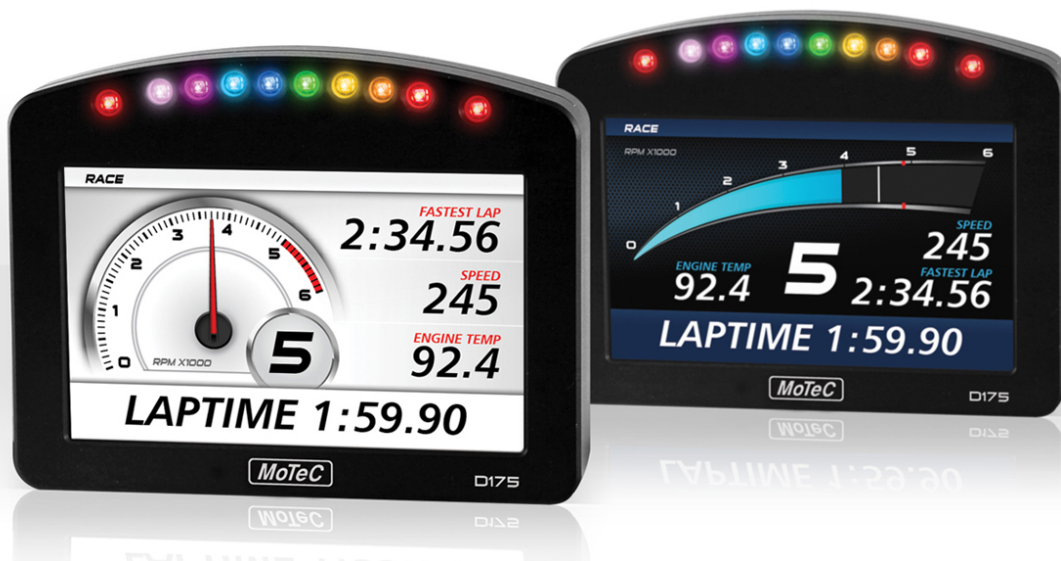 RACE
FASTEST LAP
2:34.56
SPEED
245
ENGINE TEMP
92.4
0
1
2
3
4
5
6
RPM X1000
5
LAPTIME 1:59.90
MoTeC
D175
RACE
RPM X1000
0
1
2
3
4
5
6
SPEED
245
ENGINE TEMP
92.4
5
FASTEST LAP
2:34.56
LAPTIME 1:59.90
MoTeC
D175